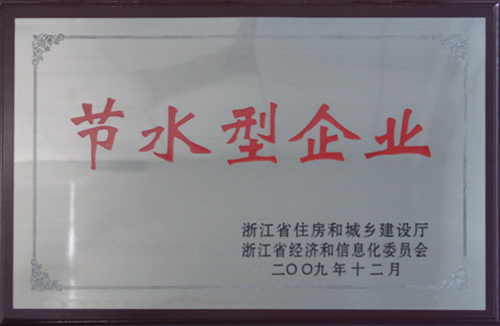 节水型企业
浙江省住房和城乡建设厅
浙江省经济和信息化委员会
二〇〇九年十二月